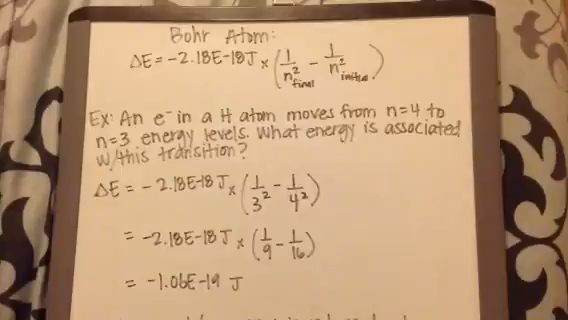 Bohr Atom:
ΔE = -2.18E-18J × (1/n²final - 1/n²initial)
Ex: An e⁻ in a H atom moves from n=4 to
n=3 energy levels. What energy is associated
w/this transition?
ΔE = -2.18E-18 J × (1/3² - 1/4²)
= -2.18E-18 J × (1/9 - 1/16)
= -1.06E-19 J